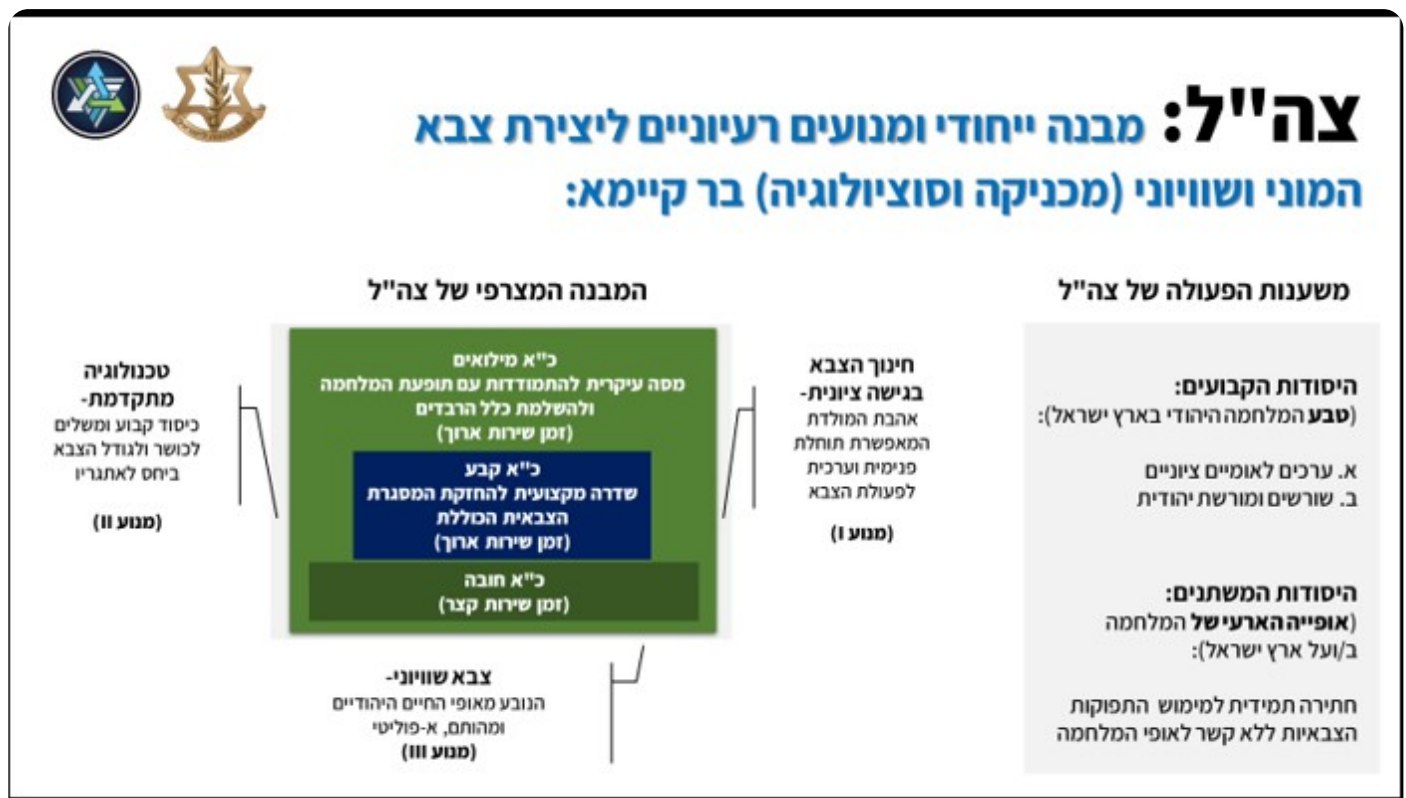 צה"ל: מבנה ייחודי ומנועים רעיוניים ליצירת צבא
המוני ושוויוני (מכניקה וסוציולוגיה) בר קיימא:
משענות הפעולה של צה"ל
היסודות הקבועים:
(טבע המלחמה היהודי בארץ ישראל):
א. ערכים לאומיים ציוניים
ב. שורשים ומורשת יהודית
היסודות המשתנים:
(אופייה הארעי של המלחמה
ב/ועל ארץ ישראל):
חתירה תמידית למימוש התפוקות
הצבאיות ללא קשר לאופי המלחמה
המבנה המצרפי של צה"ל
חינוך הצבא
בגישה ציונית-
אהבת המולדת
המאפשרת תוחלת
פנימית וערכית
לפעולת הצבא
(מנוע I)
כ"א מילואים
מסה עיקרית להתמודדות עם תופעת המלחמה
ולהשלמת כלל הרבדים
(זמן שירות ארוך)
כ"א קבע
שדרה מקצועית להחזקת המסגרת
הצבאית הכוללת
(זמן שירות ארוך)
כ"א חובה
(זמן שירות קצר)
טכנולוגיה
מתקדמת-
כיסוד קבוע ומשלים
לכושר ולגודל הצבא
ביחס לאתגריו
(מנוע II)
צבא שוויוני-
הנובע מאופי החיים היהודיים
ומהותם, א-פוליטי
(מנוע III)